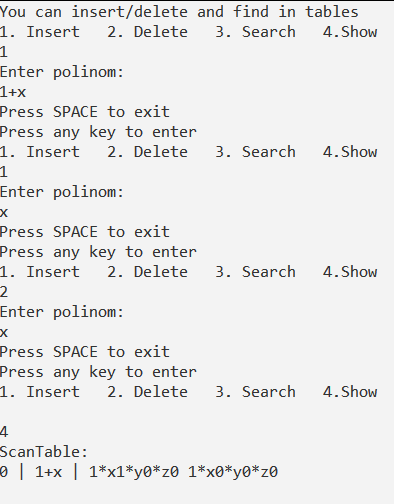 You can insert/delete and find in tables
1. Insert   2. Delete   3. Search   4.Show
1
Enter polinom:
1+x
Press SPACE to exit
Press any key to enter
1. Insert   2. Delete   3. Search   4.Show
1
Enter polinom:
x
Press SPACE to exit
Press any key to enter
1. Insert   2. Delete   3. Search   4.Show
2
Enter polinom:
x
Press SPACE to exit
Press any key to enter
1. Insert   2. Delete   3. Search   4.Show
4
ScanTable:
0 | 1+x | 1*x1*y0*z0 1*x0*y0*z0